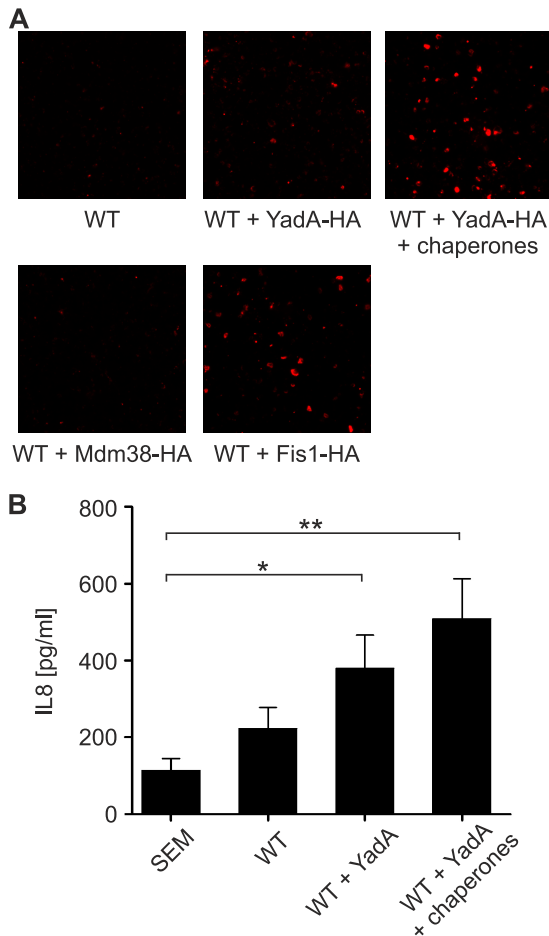 A
WT
WT + YadA-HA
WT + YadA-HA
+ chaperones
WT + Mdm38-HA
WT + Fis1-HA
B
800
600
400
200
0
IL8 [pg/ml]
**
*
SEM
WT
WT + YadA
WT + YadA
+ chaperones